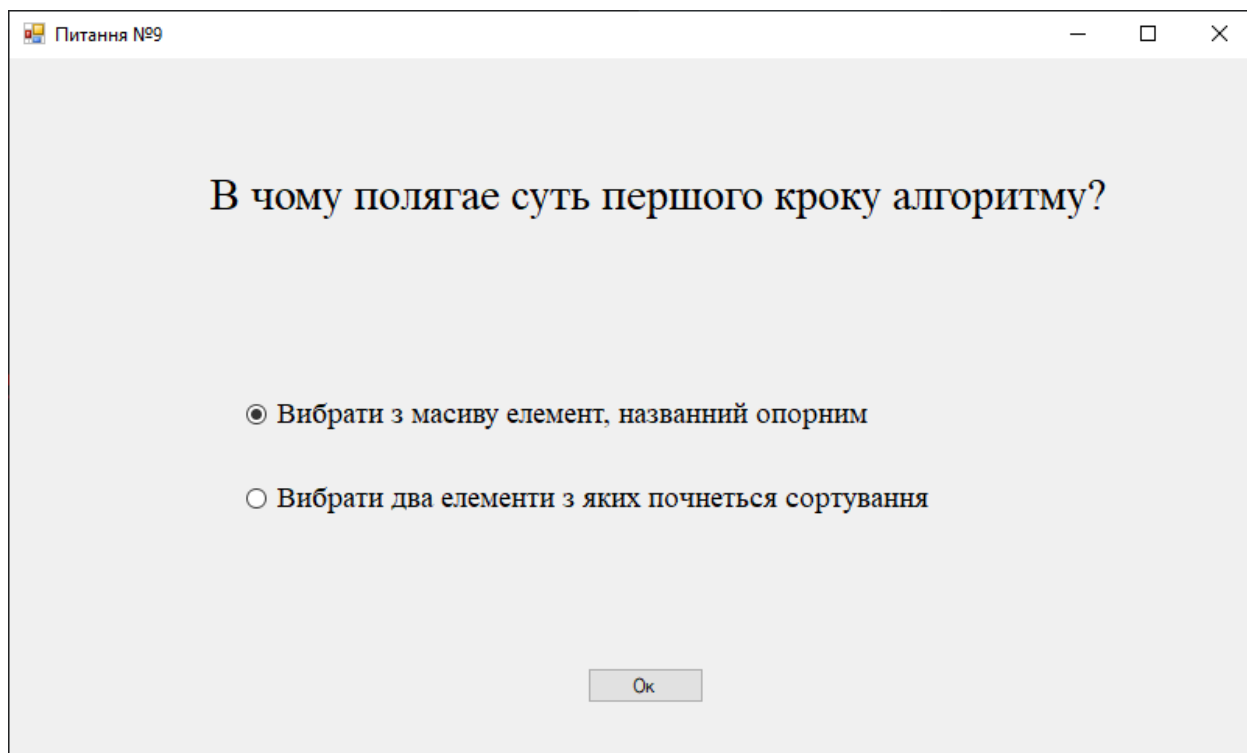 Питання №9
В чому полягае суть першого кроку алгоритму?
Вибрати з масиву елемент, названний опорним
Вибрати два елементи з яких почнеться сортування
Ок